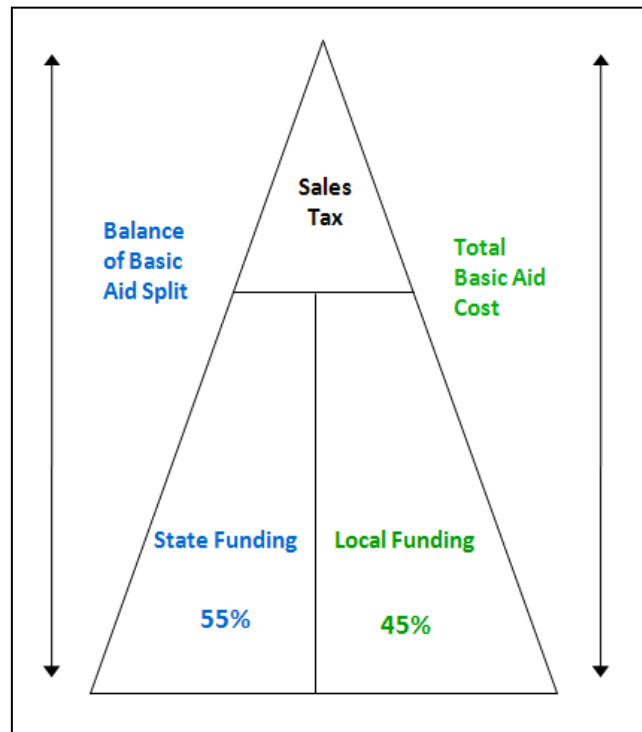 Sales
Tax
Balance
of Basic
Aid Split
Total
Basic Aid
Cost
State Funding
Local Funding
55%
45%